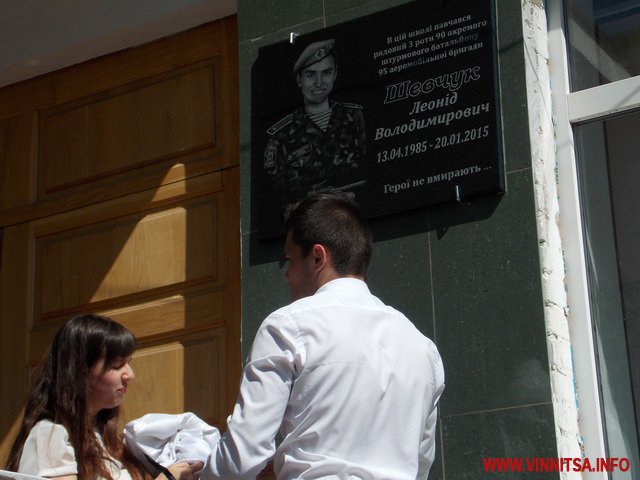 В цій школі навчався
рядовий 3 роти 90 окремого
штурмового батальйону
95 аеромобільної бригади
Шевчук
Леонід
Володимирович
13.04.1985 - 20.01.2015
Герої не вмирають ...
WWW.VINNITSA.INFO